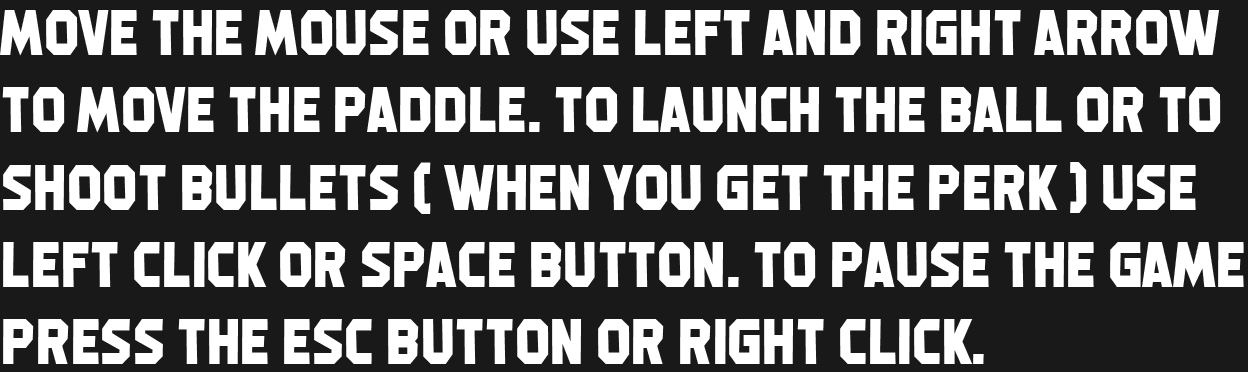 MOVE THE MOUSE OR USE LEFT AND RIGHT ARROW
TO MOVE THE PADDLE. TO LAUNCH THE BALL OR TO
SHOOT BULLETS ( WHEN YOU GET THE PERK ) USE
LEFT CLICK OR SPACE BUTTON. TO PAUSE THE GAME
PRESS THE ESC BUTTON OR RIGHT CLICK.